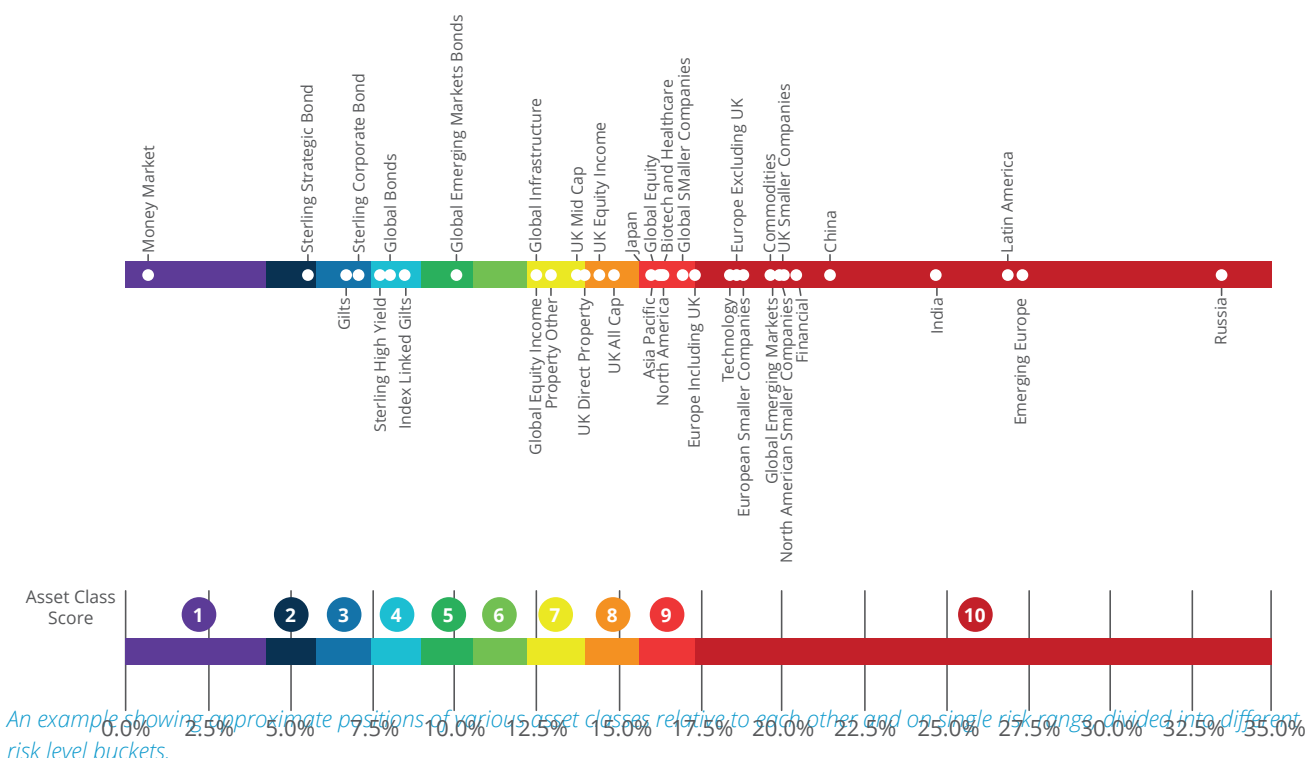 Money Market
Sterling Strategic Bond
Sterling Corporate Bond
Global Bonds
Global Emerging Markets Bonds
Global Infrastructure
UK Mid Cap
UK Equity Income
Japan
Global Equity
Biotech and Healthcare
Global SMaller Companies
Europe Excluding UK
Commodities
UK Smaller Companies
China
Latin America
Gilts
Sterling High Yield
Index Linked Gilts
Global Equity Income
Property Other
UK Direct Property
UK All Cap
Asia Pacific
North America
Europe Including UK
Technology
European Smaller Companies
Global Emerging Markets
North American Smaller Companies
Financial
India
Emerging Europe
Russia
Asset Class
Score
1 2 3 4 5 6 7 8 9 10
0.0% 2.5% 5.0% 7.5% 10.0% 12.5% 15.0% 17.5% 20.0% 22.5% 25.0% 27.5% 30.0% 32.5% 35.0%
An example showing approximate positions of various asset classes relative to each other and on single risk range, divided into different
risk level buckets.